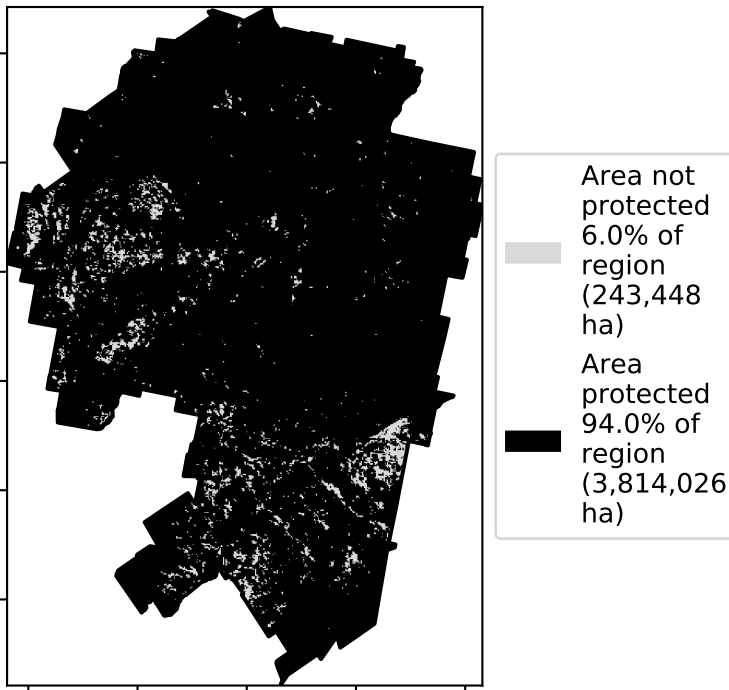 Area not
protected
6.0% of
region
(243,448
ha)
Area
protected
94.0% of
region
(3,814,026
ha)